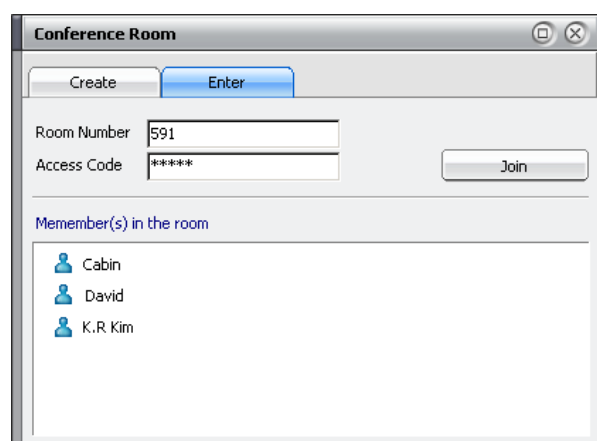 Conference Room
Create Enter
Room Number 591
Access Code *****
Join
Memember(s) in the room
Cabin
David
K.R Kim